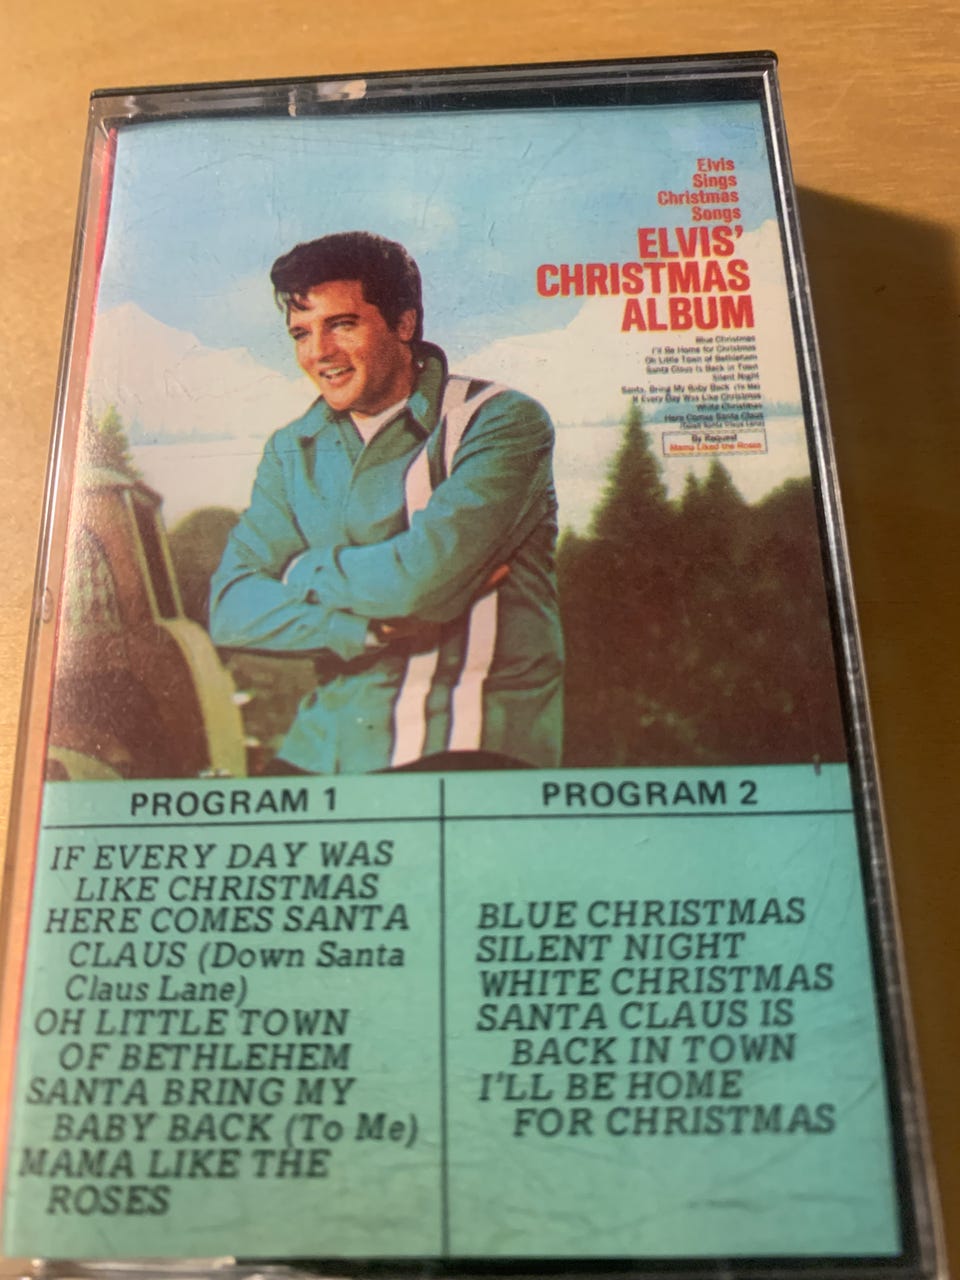 Elvis
Sings
Christmas
Songs
ELVIS'
CHRISTMAS
ALBUM
Blue Christmas
I'll Be Home for Christmas
Oh Little Town of Bethlehem
Santa Claus Is Back in Town
Silent Night
Santa, Bring My Baby Back (To Me)
If Every Day Was Like Christmas
White Christmas
Here Comes Santa Claus
(Down Santa Claus Lane)
By Request
Mama Liked the Roses
PROGRAM 1
IF EVERY DAY WAS
LIKE CHRISTMAS
HERE COMES SANTA
CLAUS (Down Santa
Claus Lane)
OH LITTLE TOWN
OF BETHLEHEM
SANTA BRING MY
BABY BACK (To Me)
MAMA LIKE THE
ROSES
PROGRAM 2
BLUE CHRISTMAS
SILENT NIGHT
WHITE CHRISTMAS
SANTA CLAUS IS
BACK IN TOWN
I'LL BE HOME
FOR CHRISTMAS